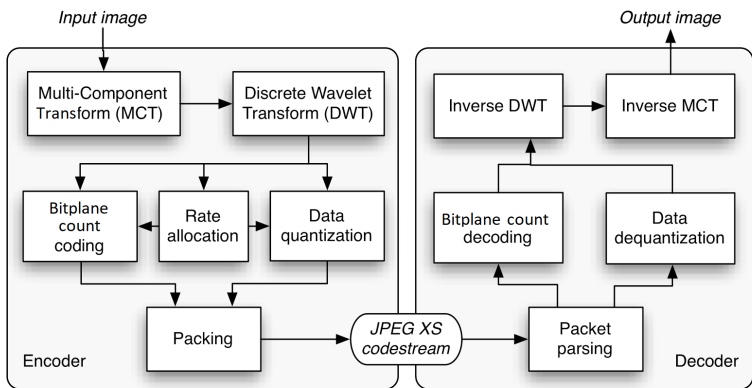 Input image
Output image
Multi-Component
Transform (MCT)
Discrete Wavelet
Transform (DWT)
Bitplane
count
coding
Rate
allocation
Data
quantization
Packing
Encoder
JPEG XS
codestream
Inverse DWT
Inverse MCT
Bitplane count
decoding
Data
dequantization
Packet
parsing
Decoder